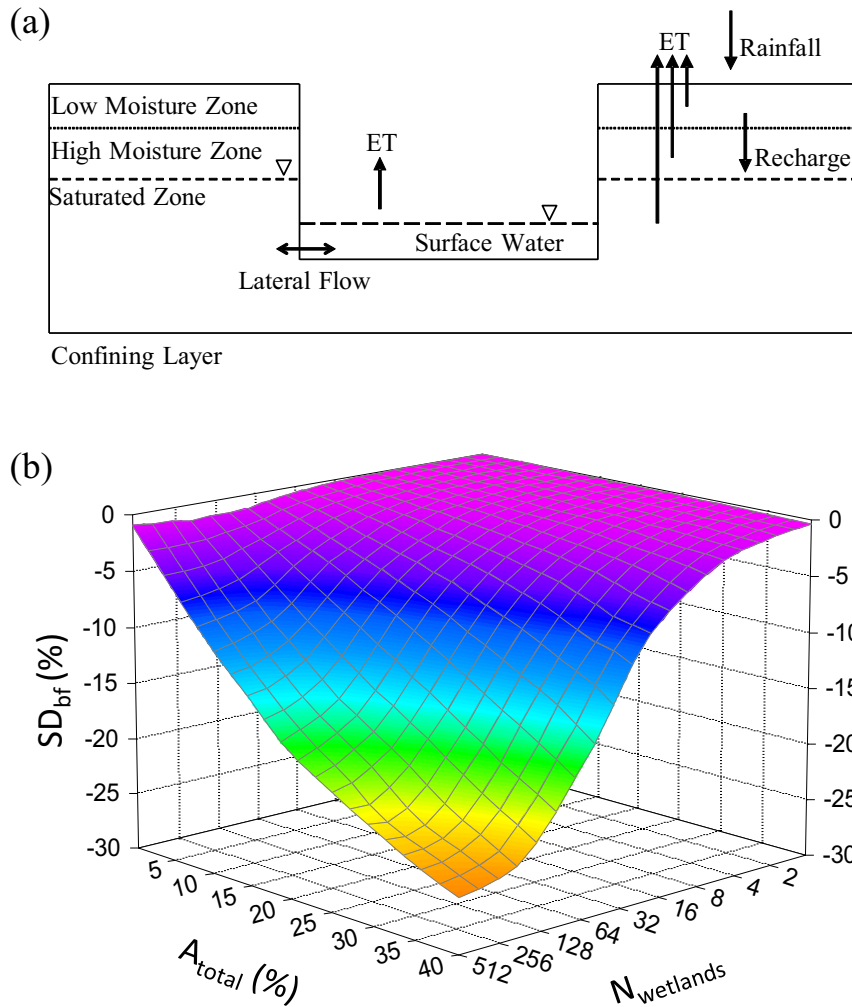 (a)
ET
Rainfall
Low Moisture Zone
ET
High Moisture Zone
Recharge
Saturated Zone
Surface Water
Lateral Flow
Confining Layer
(b)
0
-5
-10
-15
-20
-25
-30
SD_bf (%)
0
-5
-10
-15
-20
-25
-30
5
10
15
20
25
30
35
40
A_total (%)
512
256
128
64
32
16
8
4
2
N_wetlands